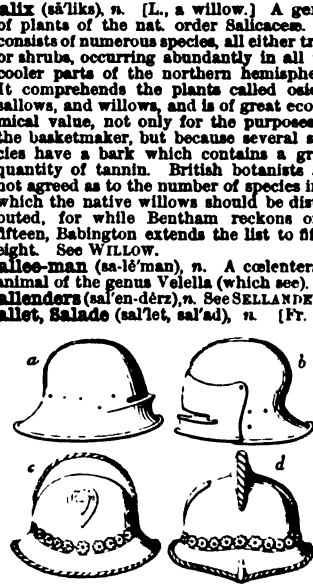 alix (sā'liks), n. [L., a willow.] A ge
of plants of the nat. order Salicaceæ.
consists of numerous species, all either tr
or shrubs, occurring abundantly in all
cooler parts of the northern hemisphe
It comprehends the plants called osie
sallows, and willows, and is of great eco
mical value, not only for the purposes
the basketmaker, but because several s
cies have a bark which contains a gr
quantity of tannin. British botanists
not agreed as to the number of species i
which the native willows should be dis
buted, for while Bentham reckons o
fifteen, Babington extends the list to fif
eight. See WILLOW.
allee-man (sa-lē'man), n. A cœlenter
animal of the genus Velella (which see).
allenders (sal'en-dėrz), n. See SELLANDE
allet, Salade (sal'let, sal'ad), n. [Fr.
a
b
c
d